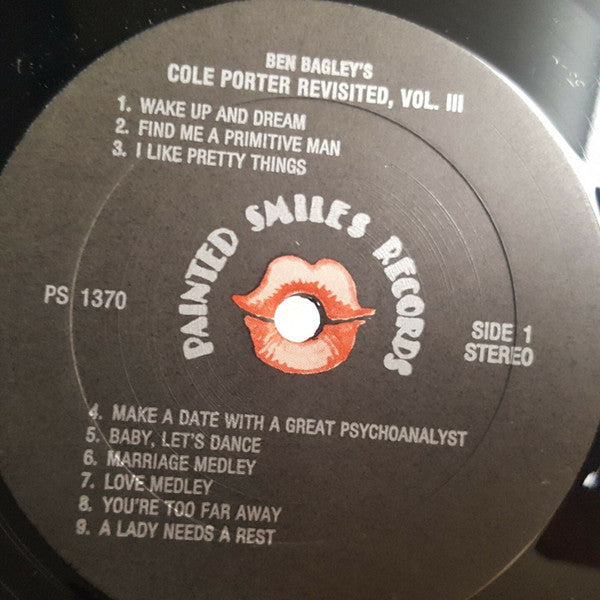 BEN BAGLEY'S
COLE PORTER REVISITED, VOL. III
1. WAKE UP AND DREAM
2. FIND ME A PRIMITIVE MAN
3. I LIKE PRETTY THINGS
PAINTED SMILES RECORDS
PS 1370
SIDE 1
STEREO
4. MAKE A DATE WITH A GREAT PSYCHOANALYST
5. BABY, LET'S DANCE
6. MARRIAGE MEDLEY
7. LOVE MEDLEY
8. YOU'RE TOO FAR AWAY
9. A LADY NEEDS A REST